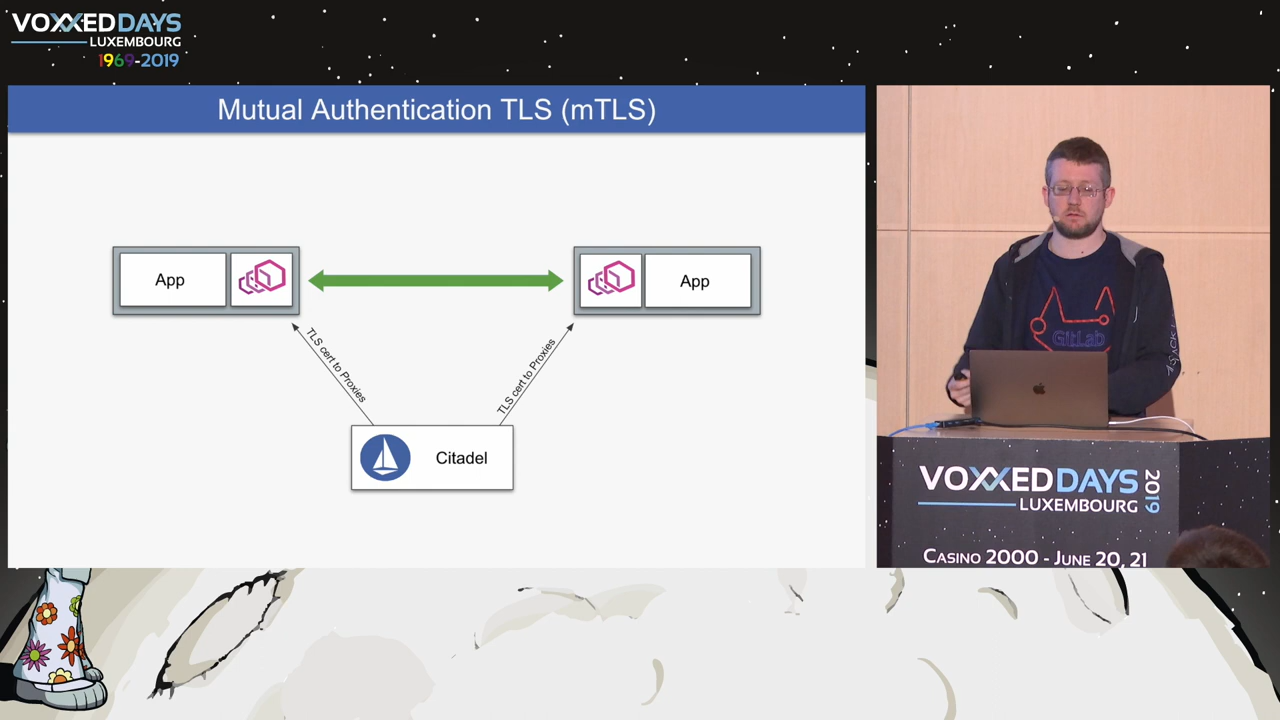 VOXXED DAYS
LUXEMBOURG
1969-2019
Mutual Authentication TLS (mTLS)
App
App
TLS cert to Proxies
TLS cert to Proxies
Citadel
GitLab
VOXXED DAYS
LUXEMBOURG
2019
CASINO 2000 - JUNE 20, 21